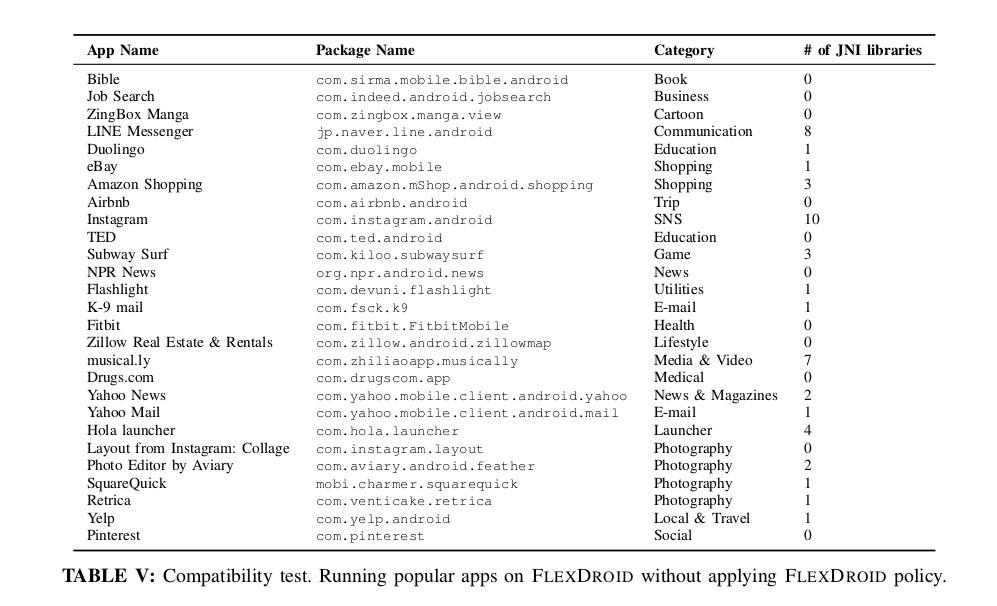 App Name Package Name Category # of JNI libraries
Bible com.sirma.mobile.bible.android Book 0
Job Search com.indeed.android.jobsearch Business 0
ZingBox Manga com.zingbox.manga.view Cartoon 0
LINE Messenger jp.naver.line.android Communication 8
Duolingo com.duolingo Education 1
eBay com.ebay.mobile Shopping 1
Amazon Shopping com.amazon.mShop.android.shopping Shopping 3
Airbnb com.airbnb.android Trip 0
Instagram com.instagram.android SNS 10
TED com.ted.android Education 0
Subway Surf com.kiloo.subwaysurf Game 3
NPR News org.npr.android.news News 0
Flashlight com.devuni.flashlight Utilities 1
K-9 mail com.fsck.k9 E-mail 1
Fitbit com.fitbit.FitbitMobile Health 0
Zillow Real Estate & Rentals com.zillow.android.zillowmap Lifestyle 0
musical.ly com.zhiliaoapp.musically Media & Video 7
Drugs.com com.drugscom.app Medical 0
Yahoo News com.yahoo.mobile.client.android.yahoo News & Magazines 2
Yahoo Mail com.yahoo.mobile.client.android.mail E-mail 1
Hola launcher com.hola.launcher Launcher 4
Layout from Instagram: Collage com.instagram.layout Photography 0
Photo Editor by Aviary com.aviary.android.feather Photography 2
SquareQuick mobi.charmer.squarequick Photography 1
Retrica com.venticake.retrica Photography 1
Yelp com.yelp.android Local & Travel 1
Pinterest com.pinterest Social 0
TABLE V: Compatibility test. Running popular apps on FLEXDROID without applying FLEXDROID policy.